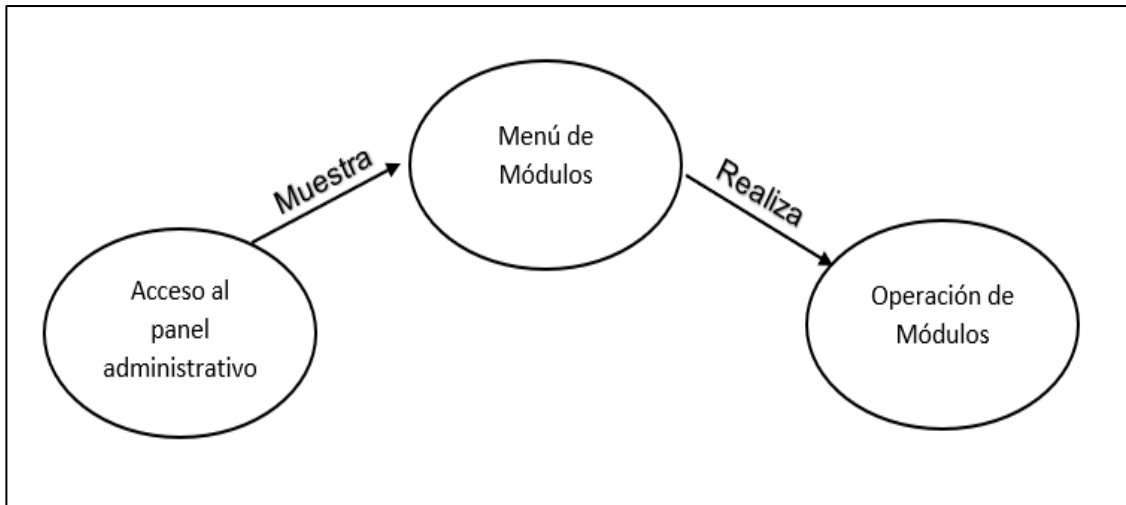 Menú de
Módulos
Muestra
Realiza
Acceso al
panel
administrativo
Operación de
Módulos